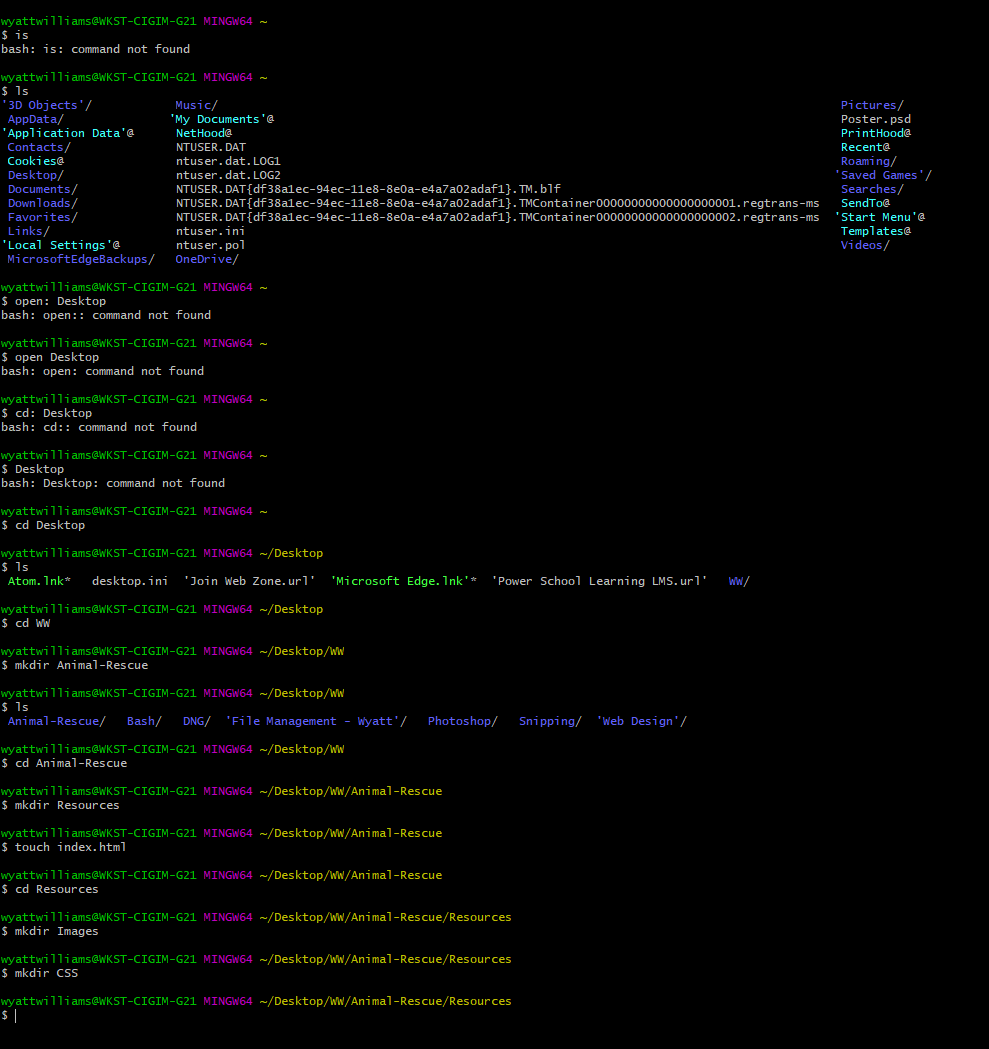 wyattwilliams@WKST-CIGIM-G21 MINGW64 ~
$ is
bash: is: command not found
wyattwilliams@WKST-CIGIM-G21 MINGW64 ~
$ ls
'3D Objects'/ Music/ Pictures/
AppData/ 'My Documents'@ Poster.psd
'Application Data'@ NetHood@ PrintHood@
Contacts/ NTUSER.DAT Recent@
Cookies@ ntuser.dat.LOG1 Roaming/
Desktop/ ntuser.dat.LOG2 'Saved Games'/
Documents/ NTUSER.DAT{df38a1ec-94ec-11e8-8e0a-e4a7a02adaf1}.TM.blf Searches/
Downloads/ NTUSER.DAT{df38a1ec-94ec-11e8-8e0a-e4a7a02adaf1}.TMContainer00000000000000000001.regtrans-ms SendTo@
Favorites/ NTUSER.DAT{df38a1ec-94ec-11e8-8e0a-e4a7a02adaf1}.TMContainer00000000000000000002.regtrans-ms 'Start Menu'@
Links/ ntuser.ini Templates@
'Local Settings'@ ntuser.pol Videos/
MicrosoftEdgeBackups/ OneDrive/
wyattwilliams@WKST-CIGIM-G21 MINGW64 ~
$ open: Desktop
bash: open:: command not found
wyattwilliams@WKST-CIGIM-G21 MINGW64 ~
$ open Desktop
bash: open: command not found
wyattwilliams@WKST-CIGIM-G21 MINGW64 ~
$ cd: Desktop
bash: cd:: command not found
wyattwilliams@WKST-CIGIM-G21 MINGW64 ~
$ Desktop
bash: Desktop: command not found
wyattwilliams@WKST-CIGIM-G21 MINGW64 ~
$ cd Desktop
wyattwilliams@WKST-CIGIM-G21 MINGW64 ~/Desktop
$ ls
Atom.lnk* desktop.ini 'Join Web Zone.url' 'Microsoft Edge.lnk'* 'Power School Learning LMS.url' WW/
wyattwilliams@WKST-CIGIM-G21 MINGW64 ~/Desktop
$ cd WW
wyattwilliams@WKST-CIGIM-G21 MINGW64 ~/Desktop/WW
$ mkdir Animal-Rescue
wyattwilliams@WKST-CIGIM-G21 MINGW64 ~/Desktop/WW
$ ls
Animal-Rescue/ Bash/ DNG/ 'File Management - Wyatt'/ Photoshop/ Snipping/ 'Web Design'/
wyattwilliams@WKST-CIGIM-G21 MINGW64 ~/Desktop/WW
$ cd Animal-Rescue
wyattwilliams@WKST-CIGIM-G21 MINGW64 ~/Desktop/WW/Animal-Rescue
$ mkdir Resources
wyattwilliams@WKST-CIGIM-G21 MINGW64 ~/Desktop/WW/Animal-Rescue
$ touch index.html
wyattwilliams@WKST-CIGIM-G21 MINGW64 ~/Desktop/WW/Animal-Rescue
$ cd Resources
wyattwilliams@WKST-CIGIM-G21 MINGW64 ~/Desktop/WW/Animal-Rescue/Resources
$ mkdir Images
wyattwilliams@WKST-CIGIM-G21 MINGW64 ~/Desktop/WW/Animal-Rescue/Resources
$ mkdir CSS
wyattwilliams@WKST-CIGIM-G21 MINGW64 ~/Desktop/WW/Animal-Rescue/Resources
$